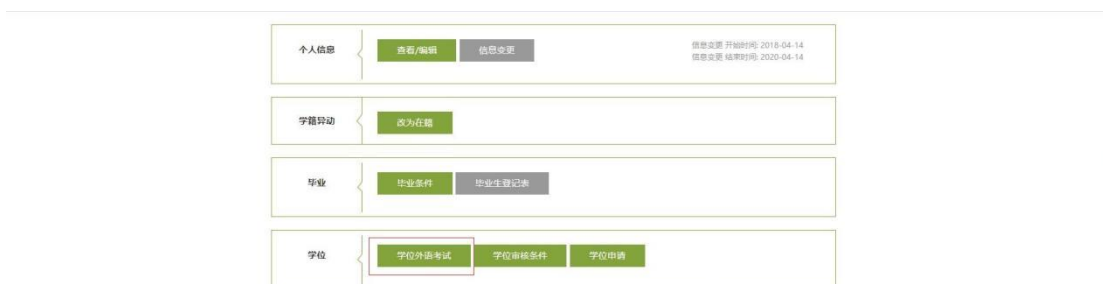 个人信息 查看/编辑 信息变更 信息变更 开始时间: 2018-04-14
信息变更 结束时间: 2020-04-14
学籍异动 改为在籍
毕业 毕业条件 毕业生登记表
学位 学位外语考试 学位审核条件 学位申请